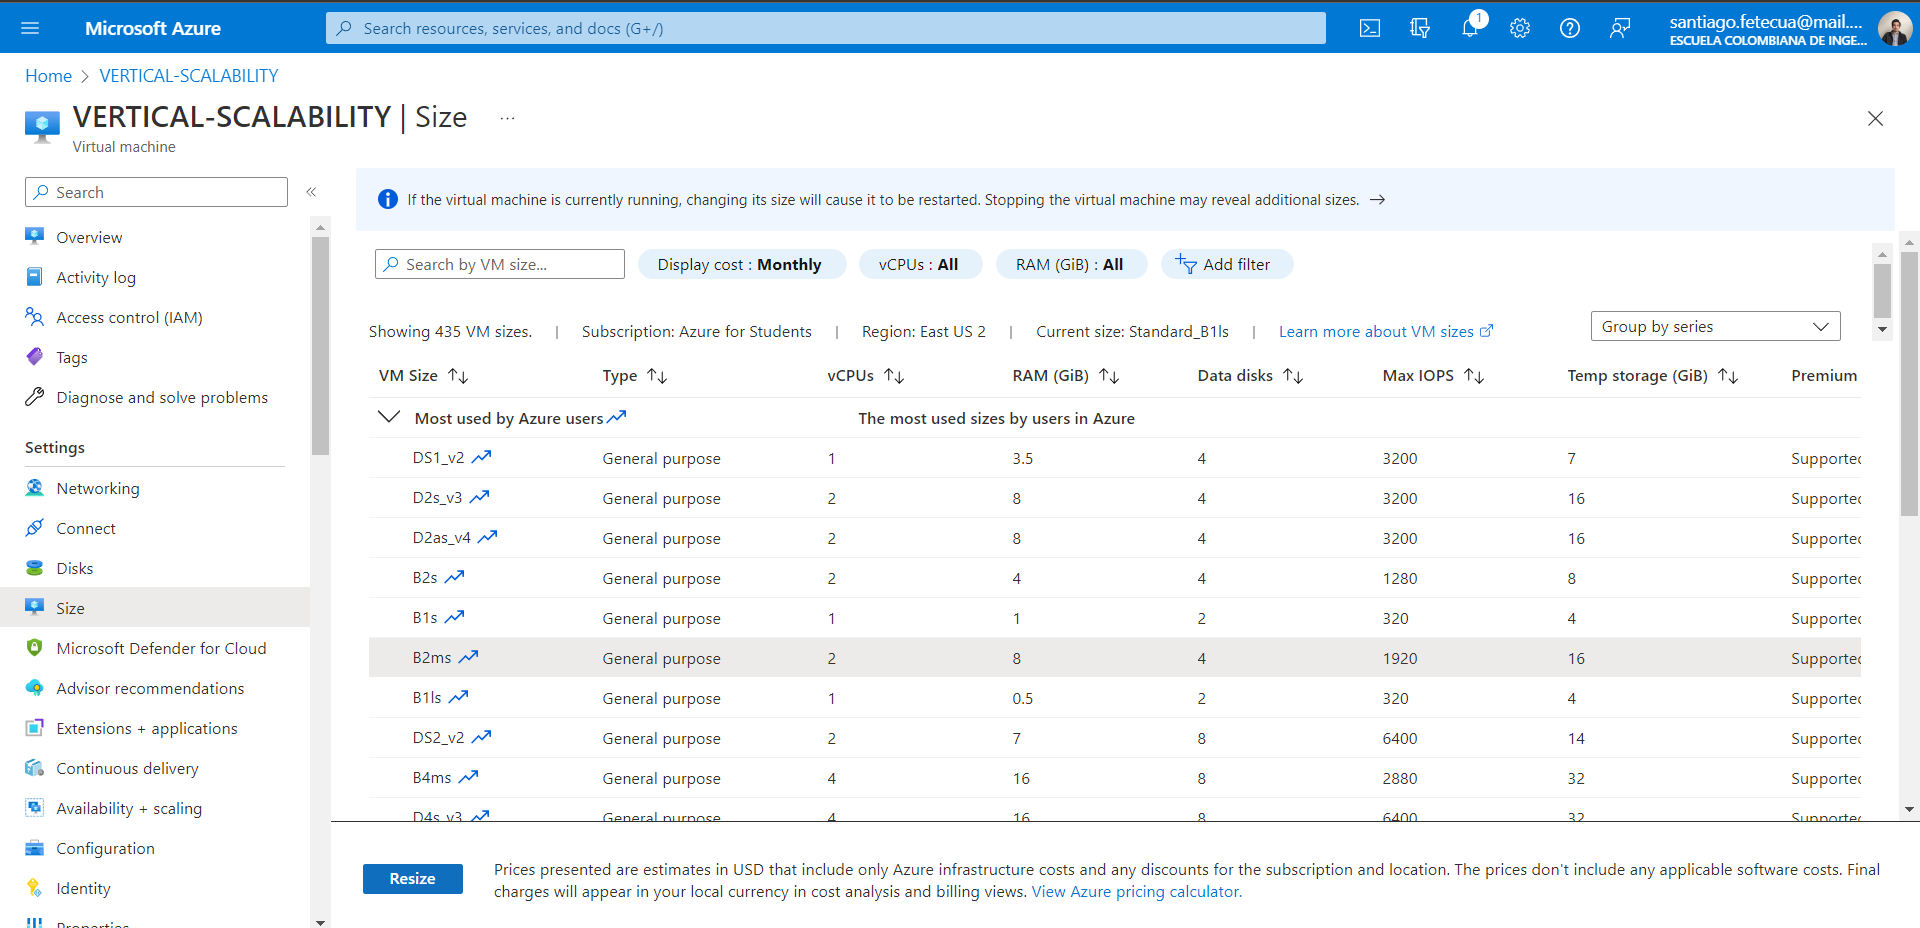 Microsoft Azure
Search resources, services, and docs (G+/)
1
santiago.fetecua@mail....
ESCUELA COLOMBIANA DE INGE...
Home > VERTICAL-SCALABILITY
VERTICAL-SCALABILITY | Size ...
Virtual machine
Search
«
Overview
Activity log
Access control (IAM)
Tags
Diagnose and solve problems
Settings
Networking
Connect
Disks
Size
Microsoft Defender for Cloud
Advisor recommendations
Extensions + applications
Continuous delivery
Availability + scaling
Configuration
Identity
Properties
If the virtual machine is currently running, changing its size will cause it to be restarted. Stopping the virtual machine may reveal additional sizes. →
Search by VM size...
Display cost : Monthly
vCPUs : All
RAM (GiB) : All
Add filter
Showing 435 VM sizes. | Subscription: Azure for Students | Region: East US 2 | Current size: Standard_B1ls | Learn more about VM sizes
Group by series
VM Size Type vCPUs RAM (GiB) Data disks Max IOPS Temp storage (GiB) Premium
Most used by Azure users The most used sizes by users in Azure
DS1_v2 General purpose 1 3.5 4 3200 7 Supported
D2s_v3 General purpose 2 8 4 3200 16 Supported
D2as_v4 General purpose 2 8 4 3200 16 Supported
B2s General purpose 2 4 4 1280 8 Supported
B1s General purpose 1 1 2 320 4 Supported
B2ms General purpose 2 8 4 1920 16 Supported
B1ls General purpose 1 0.5 2 320 4 Supported
DS2_v2 General purpose 2 7 8 6400 14 Supported
B4ms General purpose 4 16 8 2880 32 Supported
D4s_v3 General purpose 4 16 8 6400 32 Supported
Resize
Prices presented are estimates in USD that include only Azure infrastructure costs and any discounts for the subscription and location. The prices don't include any applicable software costs. Final
charges will appear in your local currency in cost analysis and billing views. View Azure pricing calculator.